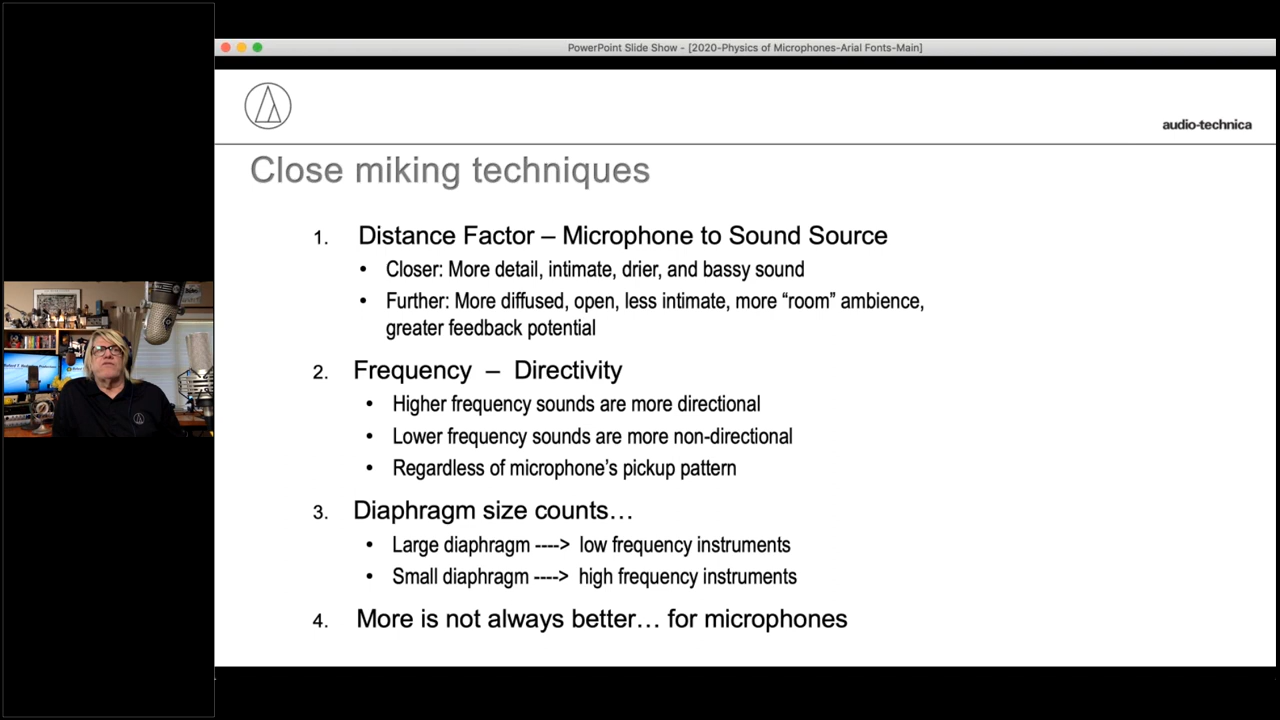 PowerPoint Slide Show - [2020-Physics of Microphones-Arial Fonts-Main]
audio-technica
Close miking techniques
1. Distance Factor – Microphone to Sound Source
• Closer: More detail, intimate, drier, and bassy sound
• Further: More diffused, open, less intimate, more “room” ambience,
greater feedback potential
2. Frequency – Directivity
• Higher frequency sounds are more directional
• Lower frequency sounds are more non-directional
• Regardless of microphone's pickup pattern
3. Diaphragm size counts…
• Large diaphragm ----> low frequency instruments
• Small diaphragm ----> high frequency instruments
4. More is not always better… for microphones